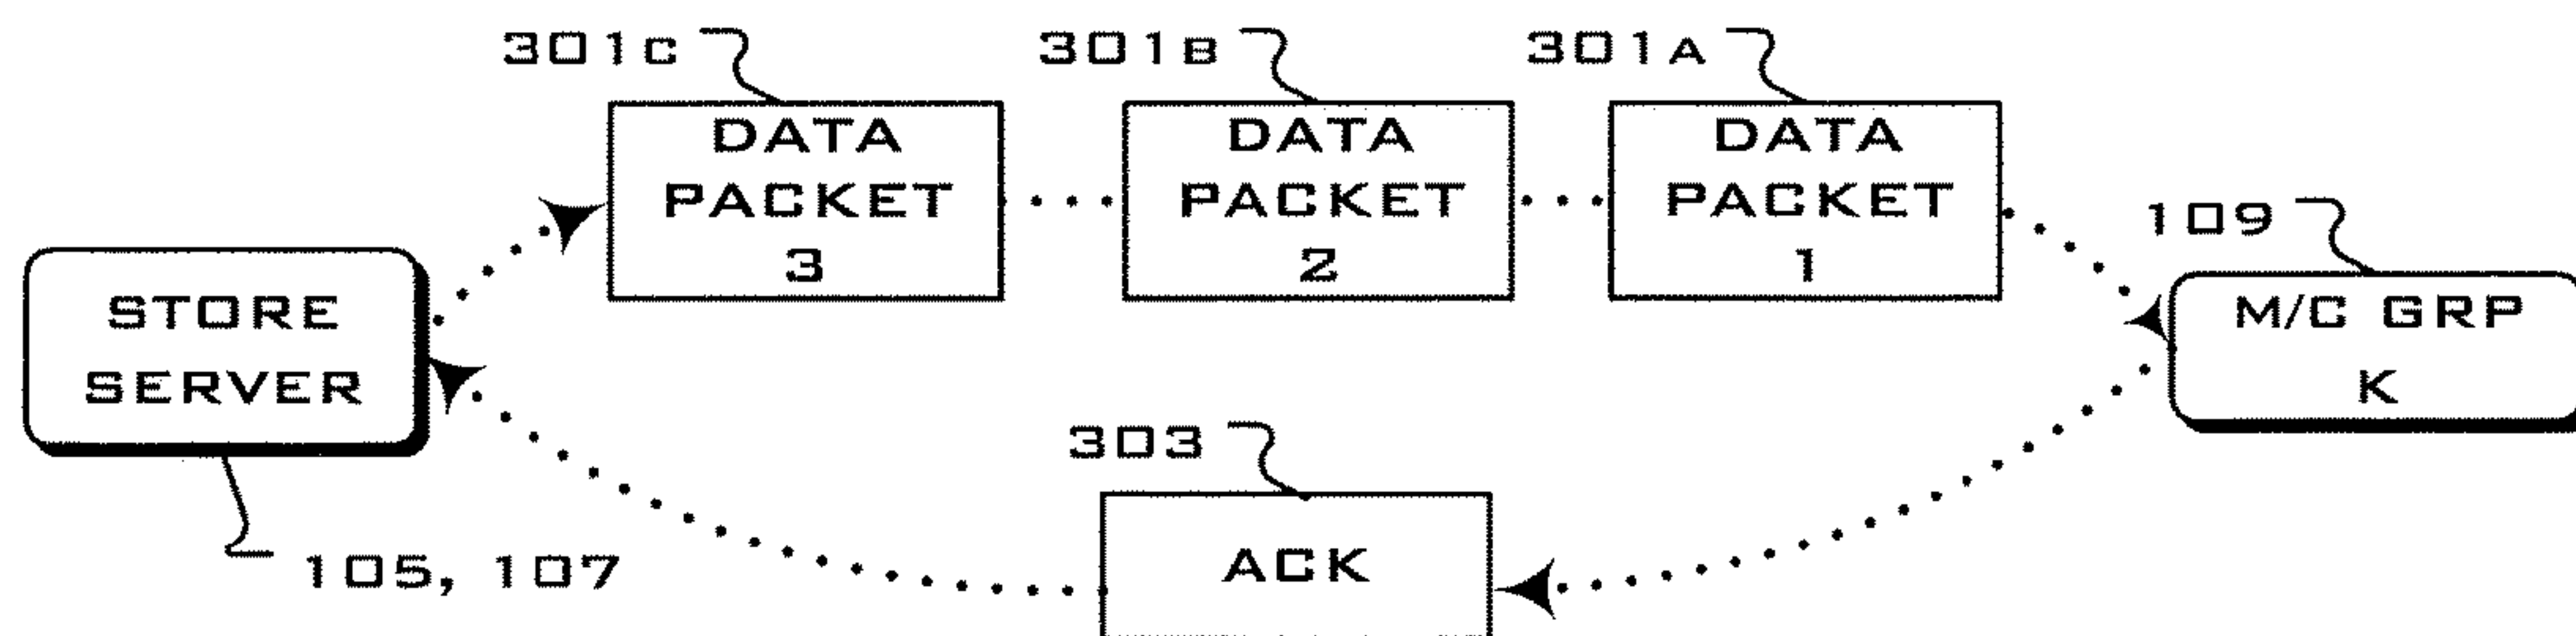 301C
301B
301A
DATA
PACKET
3
DATA
PACKET
2
DATA
PACKET
1
109
STORE
SERVER
M/C GRP
K
303
ACK
105, 107